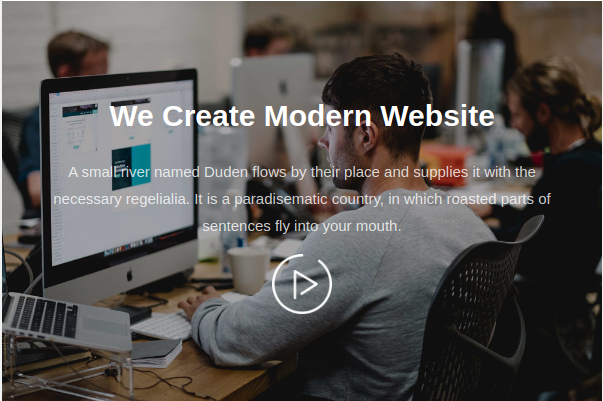 We Create Modern Website
A small river named Duden flows by their place and supplies it with the
necessary regelialia. It is a paradisematic country, in which roasted parts of
sentences fly into your mouth.